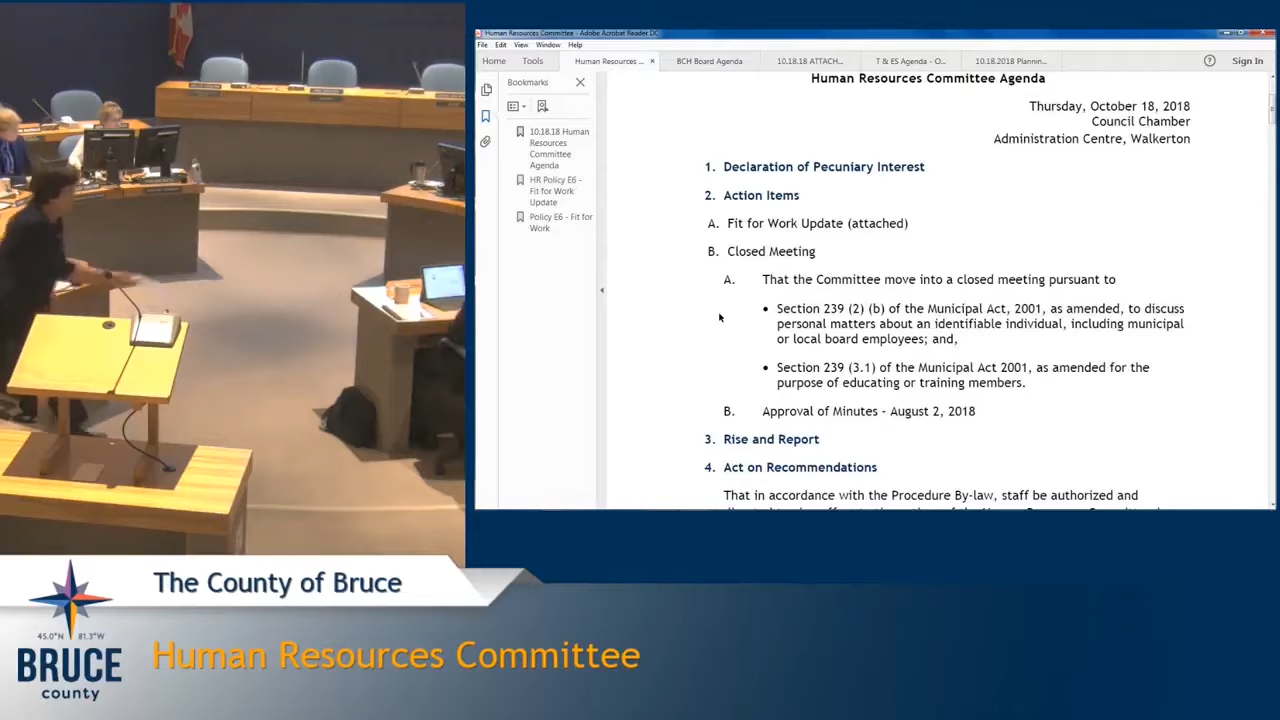 Human Resources Committee - Adobe Acrobat Reader DC
File Edit View Window Help
Home Tools Human Resources ... × BCH Board Agenda 10.18.18 ATTACH... T & ES Agenda - O... 10.18.2018 Plannin... Sign In
Bookmarks
10.18.18 Human
Resources
Committee
Agenda
HR Policy E6 -
Fit for Work
Update
Policy E6 - Fit for
Work
Human Resources Committee Agenda
Thursday, October 18, 2018
Council Chamber
Administration Centre, Walkerton
1. Declaration of Pecuniary Interest
2. Action Items
A. Fit for Work Update (attached)
B. Closed Meeting
A. That the Committee move into a closed meeting pursuant to
• Section 239 (2) (b) of the Municipal Act, 2001, as amended, to discuss
personal matters about an identifiable individual, including municipal
or local board employees; and,
• Section 239 (3.1) of the Municipal Act 2001, as amended for the
purpose of educating or training members.
B. Approval of Minutes - August 2, 2018
3. Rise and Report
4. Act on Recommendations
That in accordance with the Procedure By-law, staff be authorized and
The County of Bruce
Human Resources Committee
45.0°N 81.3°W
BRUCE
county